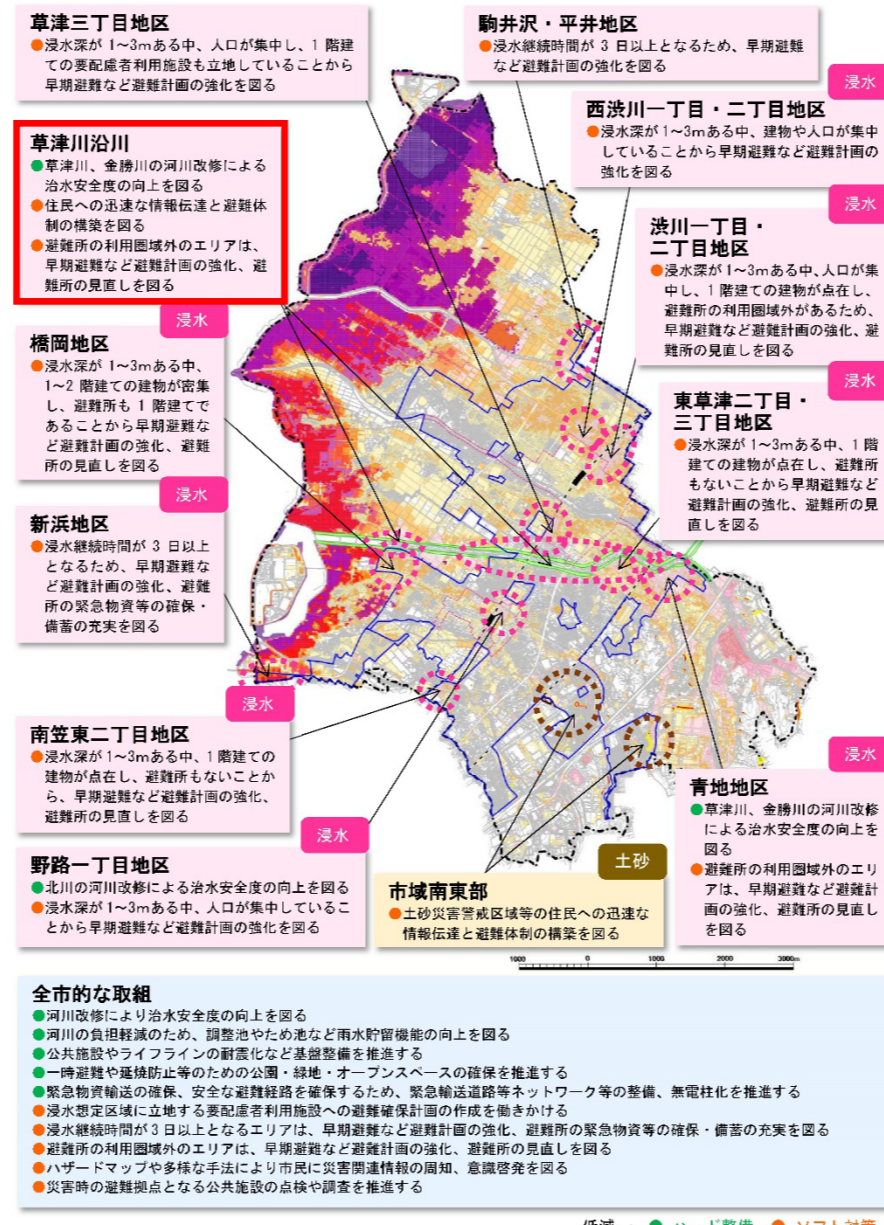 草津三丁目地区
●浸水深が 1~3mある中、人口が集中し、1 階建
ての要配慮者利用施設も立地していることから
早期避難など避難計画の強化を図る
駒井沢・平井地区
●浸水継続時間が 3 日以上となるため、早期避難
など避難計画の強化を図る
浸水
西渋川一丁目・二丁目地区
●浸水深が 1~3mある中、建物や人口が集中
していることから早期避難など避難計画の
強化を図る
浸水
草津川沿川
●草津川、金勝川の河川改修による
治水安全度の向上を図る
●住民への迅速な情報伝達と避難体
制の構築を図る
●避難所の利用圏域外のエリアは、
早期避難など避難計画の強化、避
難所の見直しを図る
浸水
渋川一丁目・
二丁目地区
●浸水深が 1~3mある中、人口が集
中し、1 階建ての建物が点在し、
避難所の利用圏域外があるため、
早期避難など避難計画の強化、避
難所の見直しを図る
浸水
橋岡地区
●浸水深が 1~3mある中、
1~2 階建ての建物が密集
し、避難所も 1 階建てで
あることから早期避難な
ど避難計画の強化、避難
所の見直しを図る
浸水
東草津二丁目・
三丁目地区
●浸水深が 1~3mある中、1 階
建ての建物が点在し、避難所
もないことから早期避難など
避難計画の強化、避難所の見
直しを図る
新浜地区
●浸水継続時間が 3 日以上
となるため、早期避難な
ど避難計画の強化、避難
所の緊急物資等の確保・
備蓄の充実を図る
浸水
南笠東二丁目地区
●浸水深が 1~3mある中、1 階建ての
建物が点在し、避難所もないことか
ら、早期避難など避難計画の強化、
避難所の見直しを図る
浸水
青地地区
●草津川、金勝川の河川改修
による治水安全度の向上を
図る
●避難所の利用圏域外のエリ
アは、早期避難など避難計
画の強化、避難所の見直し
を図る
浸水
野路一丁目地区
●北川の河川改修による治水安全度の向上を図る
●浸水深が 1~3mある中、人口が集中しているこ
とから早期避難など避難計画の強化を図る
土砂
市域南東部
●土砂災害警戒区域等の住民への迅速な
情報伝達と避難体制の構築を図る
1000 0 1000 2000 3000m
全市的な取組
●河川改修により治水安全度の向上を図る
●河川の負担軽減のため、調整池やため池など雨水貯留機能の向上を図る
●公共施設やライフラインの耐震化など基盤整備を推進する
●一時避難や延焼防止等のための公園・緑地・オープンスペースの確保を推進する
●緊急物資輸送の確保、安全な避難経路を確保するため、緊急輸送道路等ネットワーク等の整備、無電柱化を推進する
●浸水想定区域に立地する要配慮者利用施設への避難確保計画の作成を働きかける
●浸水継続時間が 3 日以上となるエリアは、早期避難など避難計画の強化、避難所の緊急物資等の確保・備蓄の充実を図る
●避難所の利用圏域外のエリアは、早期避難など避難計画の強化、避難所の見直しを図る
●ハザードマップや多様な手法により市民に災害関連情報の周知、意識啓発を図る
●災害時の避難拠点となる公共施設の点検や調査を推進する